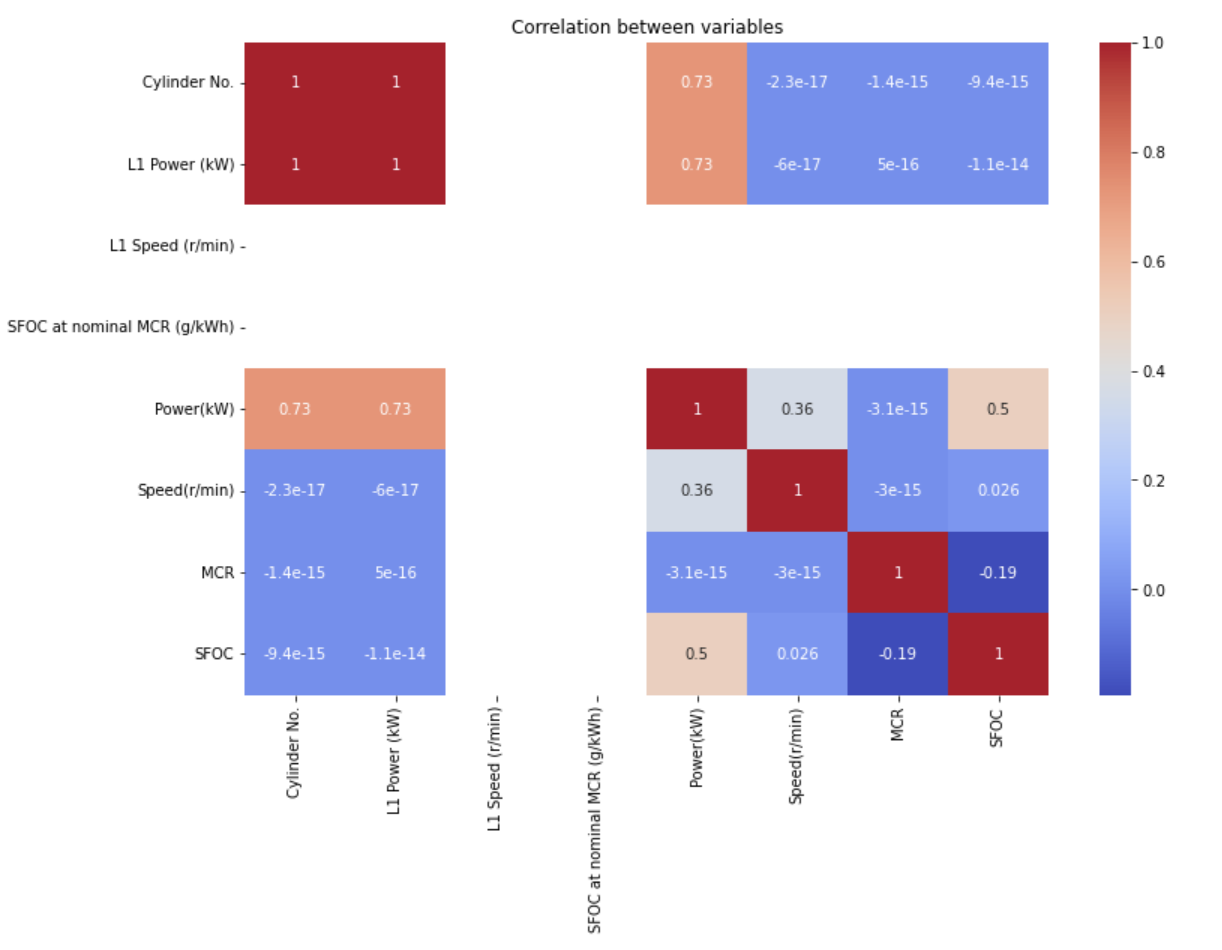 Correlation between variables
Cylinder No. 1 1 0.73 -2.3e-17 -1.4e-15 -9.4e-15
L1 Power (kW) 1 1 0.73 -6e-17 5e-16 -1.1e-14
L1 Speed (r/min)
SFOC at nominal MCR (g/kWh)
Power(kW) 0.73 0.73 1 0.36 -3.1e-15 0.5
Speed(r/min) -2.3e-17 -6e-17 0.36 1 -3e-15 0.026
MCR -1.4e-15 5e-16 -3.1e-15 -3e-15 1 -0.19
SFOC -9.4e-15 -1.1e-14 0.5 0.026 -0.19 1
Cylinder No.
L1 Power (kW)
L1 Speed (r/min)
SFOC at nominal MCR (g/kWh)
Power(kW)
Speed(r/min)
MCR
SFOC
1.0
0.8
0.6
0.4
0.2
0.0